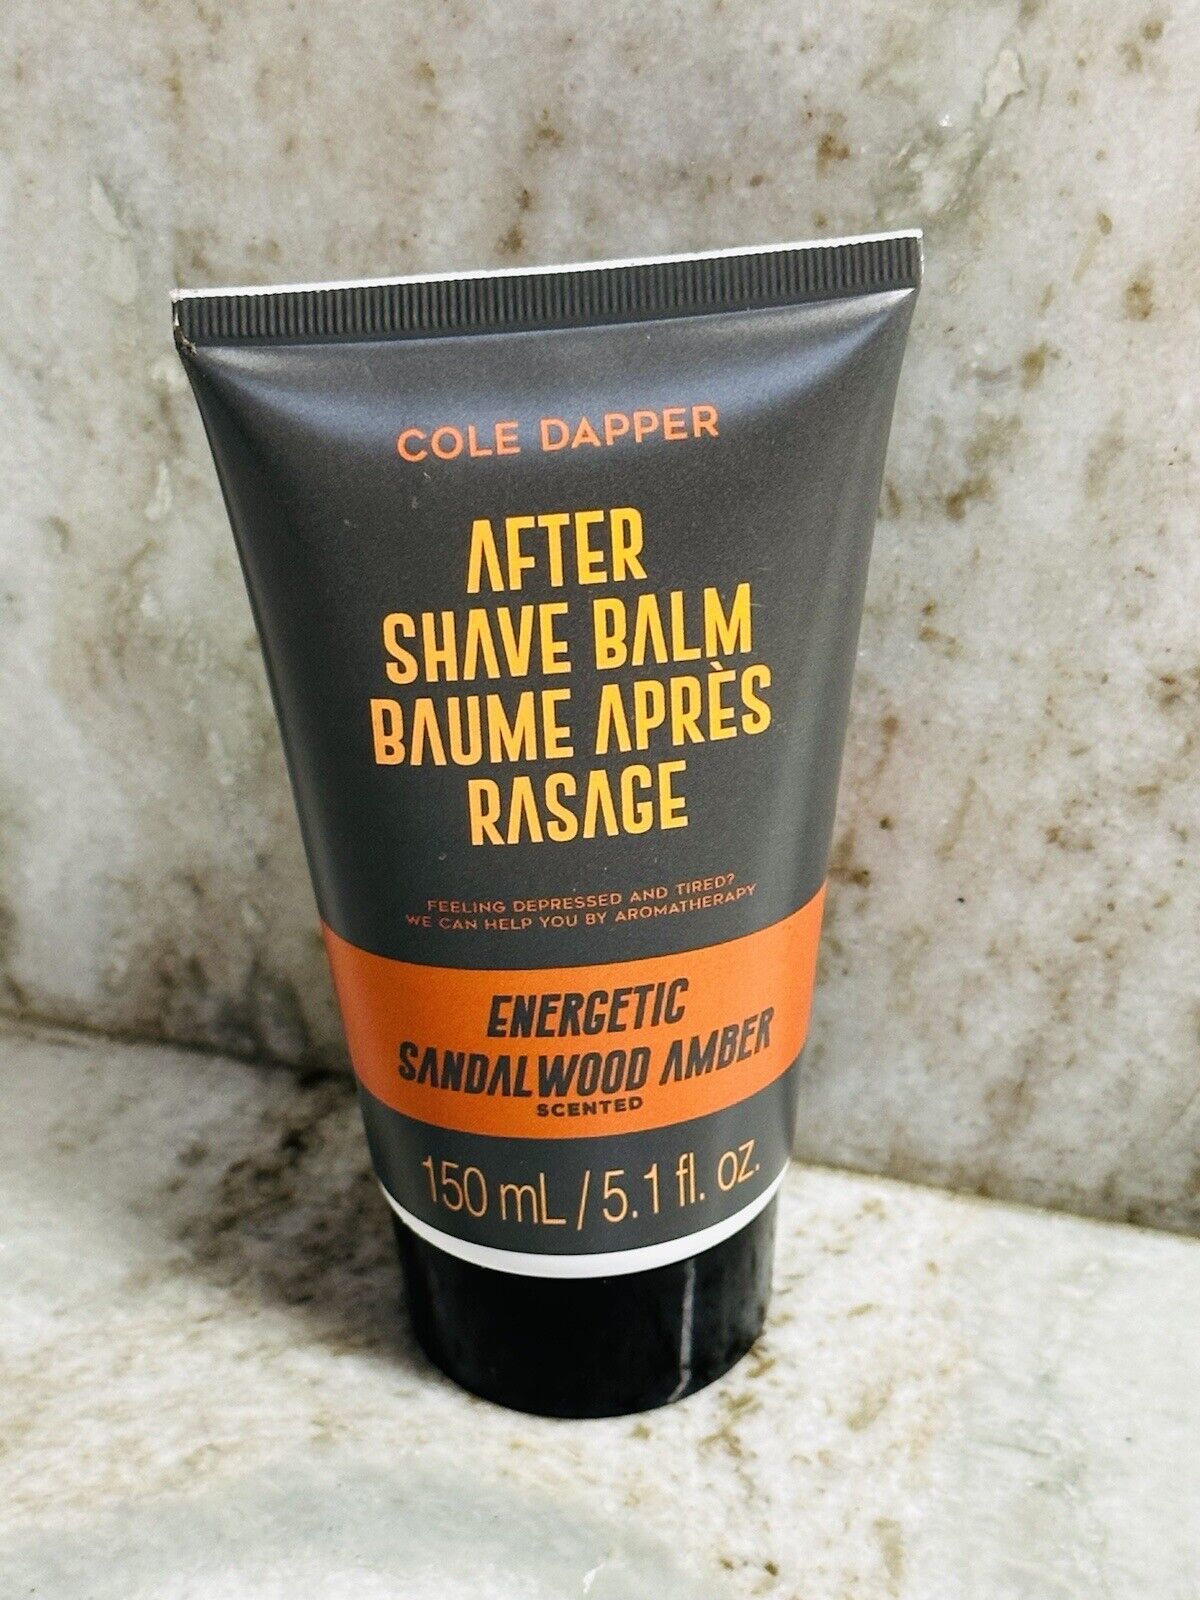 COLE DAPPER
AFTER
SHAVE BALM
BAUME APRÈS
RASAGE
FEELING DEPRESSED AND TIRED?
WE CAN HELP YOU BY AROMATHERAPY
ENERGETIC
SANDALWOOD AMBER
SCENTED
150 mL / 5.1 fl. oz.